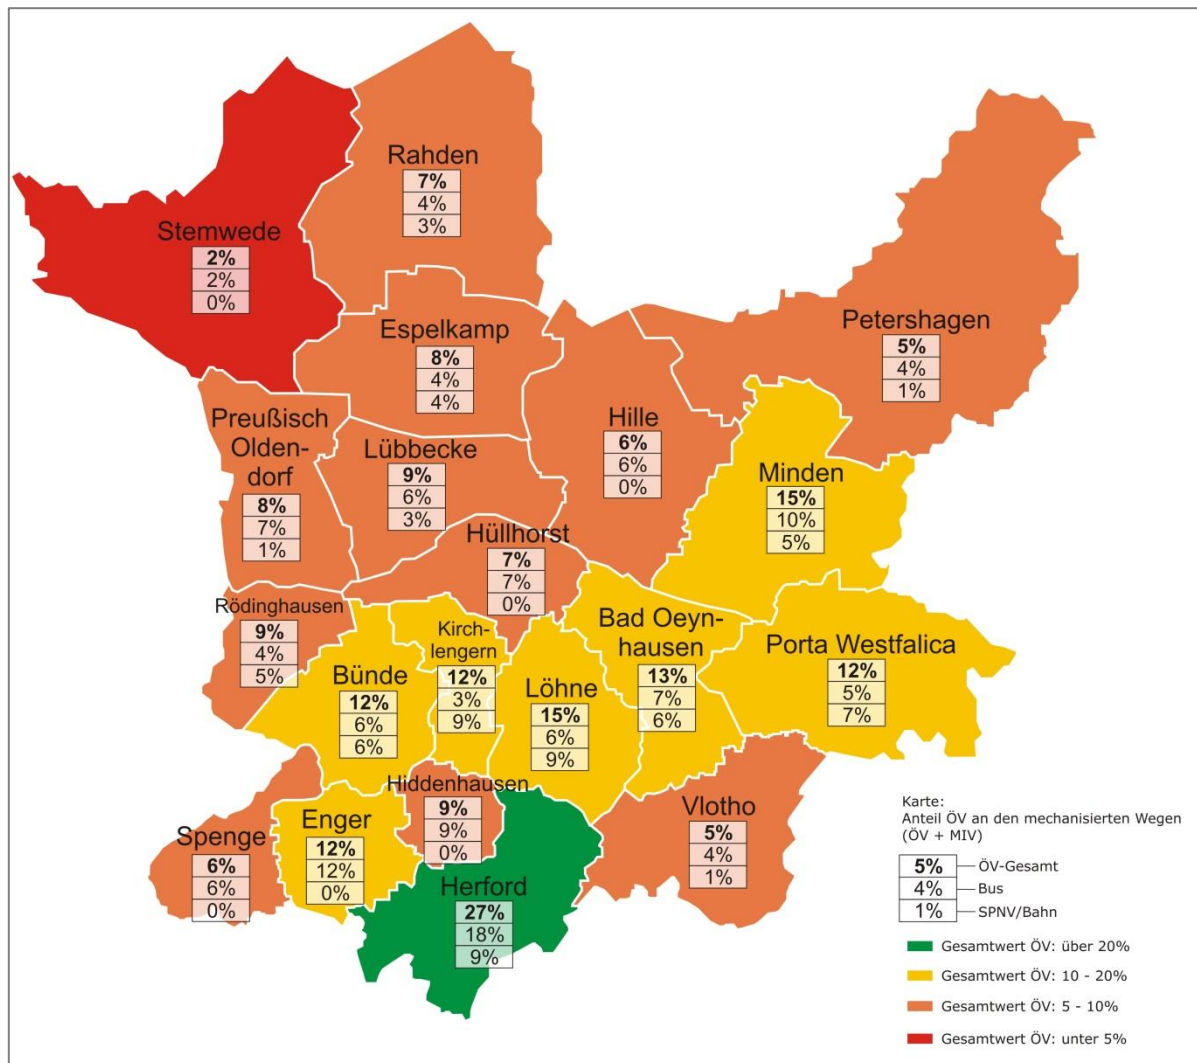 Rahden
7%
4%
3%
Stemwede
2%
2%
0%
Espelkamp
8%
4%
4%
Petershagen
5%
4%
1%
Preußisch
Olden-
dorf
8%
7%
1%
Lübbecke
9%
6%
3%
Hille
6%
6%
0%
Minden
15%
10%
5%
Hüllhorst
7%
7%
0%
Rödinghausen
9%
4%
5%
Bünde
12%
6%
6%
Kirch-
lengern
12%
3%
9%
Löhne
15%
6%
9%
Bad Oeyn-
hausen
13%
7%
6%
Porta Westfalica
12%
5%
7%
Spenge
6%
6%
0%
Enger
12%
12%
0%
Hiddenhausen
9%
9%
0%
Herford
27%
18%
9%
Vlotho
5%
4%
1%
Karte:
Anteil ÖV an den mechanisierten Wegen
(ÖV + MIV)
5% ÖV-Gesamt
4% Bus
1% SPNV/Bahn
Gesamtwert ÖV: über 20%
Gesamtwert ÖV: 10 - 20%
Gesamtwert ÖV: 5 - 10%
Gesamtwert ÖV: unter 5%